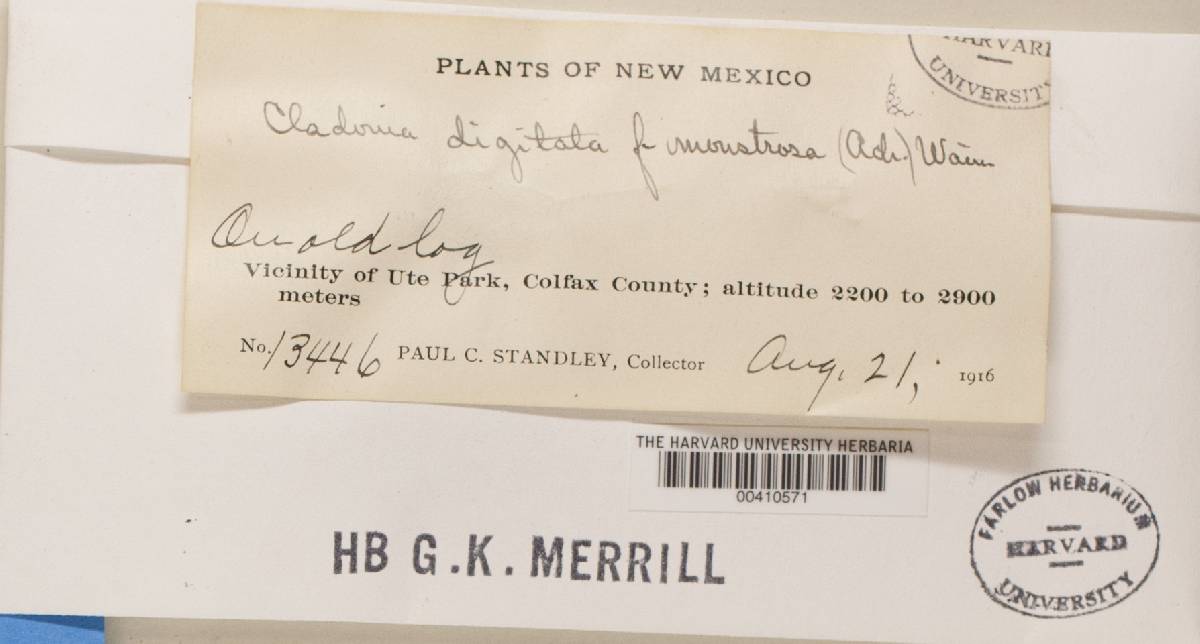 HARVARD
UNIVERSITY
PLANTS OF NEW MEXICO
Cladonia digitata f. monstrosa (Ach.) Wain
On old log
Vicinity of Ute Park, Colfax County; altitude 2200 to 2900
meters
No. 13446 PAUL C. STANDLEY, Collector Aug. 21, 1916
THE HARVARD UNIVERSITY HERBARIA
00410571
HB G.K. MERRILL
FARLOW HERBARIUM
HARVARD
UNIVERSITY